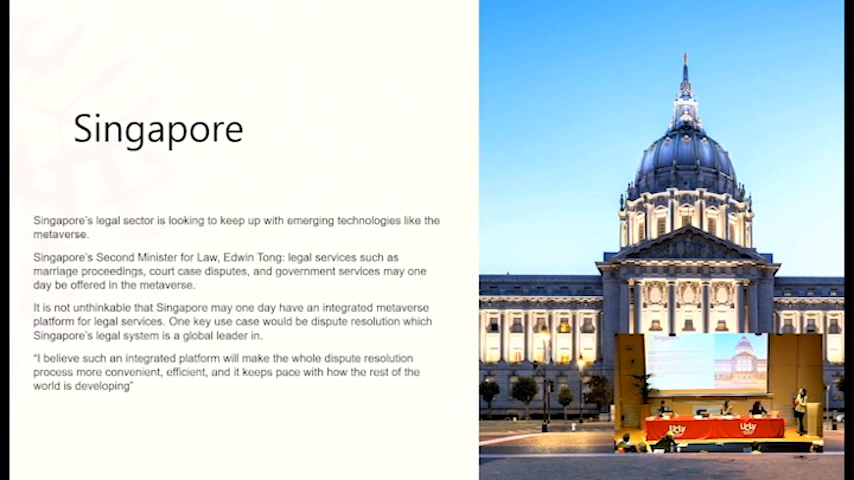 Singapore
Singapore's legal sector is looking to keep up with emerging technologies like the
metaverse.
Singapore's Second Minister for Law, Edwin Tong: legal services such as
marriage proceedings, court case disputes, and government services may one
day be offered in the metaverse.
It is not unthinkable that Singapore may one day have an integrated metaverse
platform for legal services. One key use case would be dispute resolution which
Singapore's legal system is a global leader in.
"I believe such an integrated platform will make the whole dispute resolution
process more convenient, efficient, and it keeps pace with how the rest of the
world is developing"
Singapore